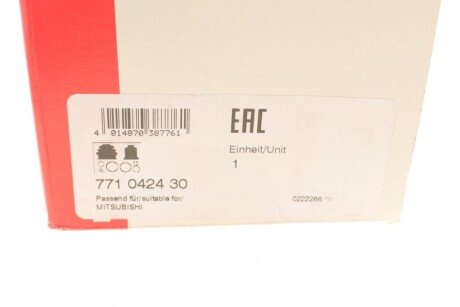 4 014870 387761
EAC
Einheit/Unit
1
771 0424 30
Passend für/suitable for/
MITSUBISHI
0222266